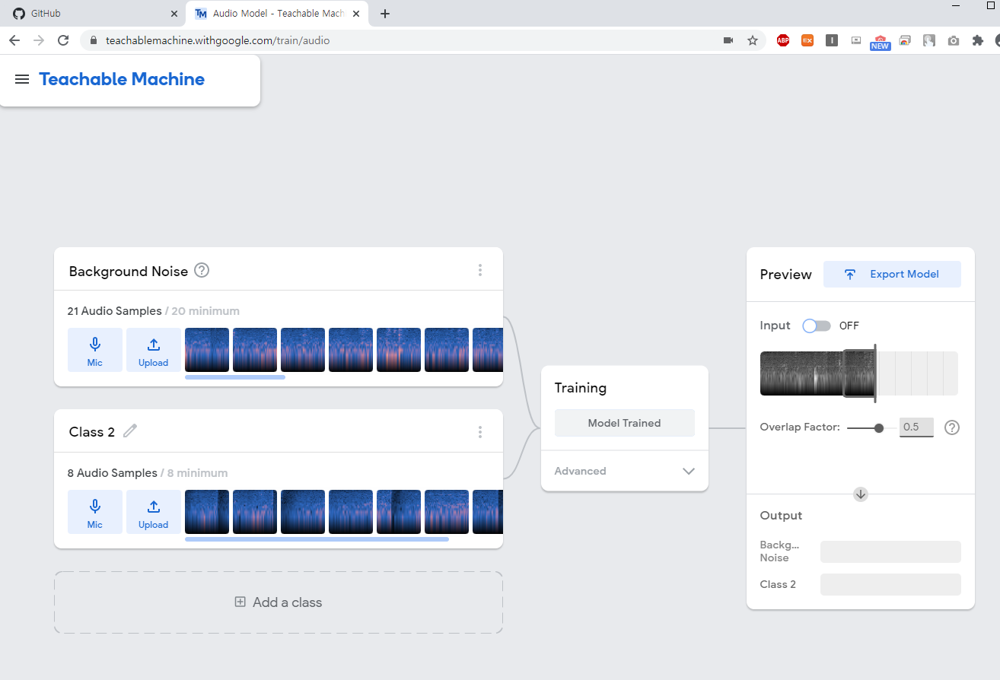 GitHub
Audio Model - Teachable Mach
teachablemachine.withgoogle.com/train/audio
ABP
NEW
Teachable Machine
Background Noise
21 Audio Samples / 20 minimum
Mic
Upload
Class 2
8 Audio Samples / 8 minimum
Mic
Upload
Add a class
Training
Model Trained
Advanced
Preview
Export Model
Input
OFF
Overlap Factor:
0.5
Output
Backg...
Noise
Class 2